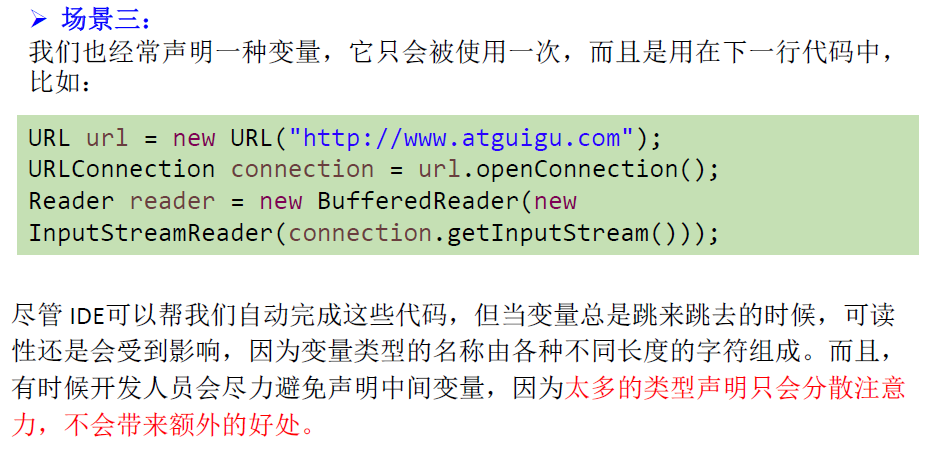 ➢ 场景三：
我们也经常声明一种变量，它只会被使用一次，而且是用在下一行代码中，
比如：
URL url = new URL("http://www.atguigu.com");
URLConnection connection = url.openConnection();
Reader reader = new BufferedReader(new
InputStreamReader(connection.getInputStream()));
尽管 IDE可以帮我们自动完成这些代码，但当变量总是跳来跳去的时候，可读
性还是会受到影响，因为变量类型的名称由各种不同长度的字符组成。而且，
有时候开发人员会尽力避免声明中间变量，因为太多的类型声明只会分散注意
力，不会带来额外的好处。